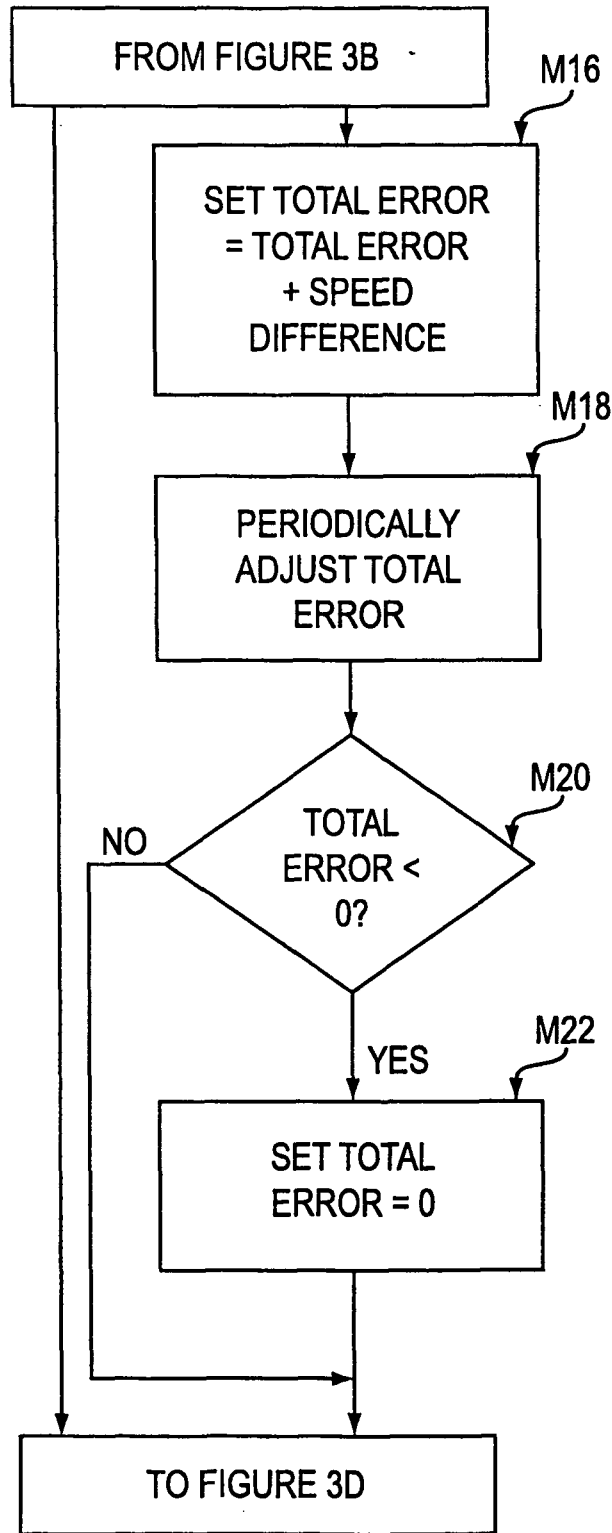 FROM FIGURE 3B
M16
SET TOTAL ERROR
= TOTAL ERROR
+ SPEED
DIFFERENCE
M18
PERIODICALLY
ADJUST TOTAL
ERROR
M20
TOTAL
ERROR <
0?
NO
YES
M22
SET TOTAL
ERROR = 0
TO FIGURE 3D